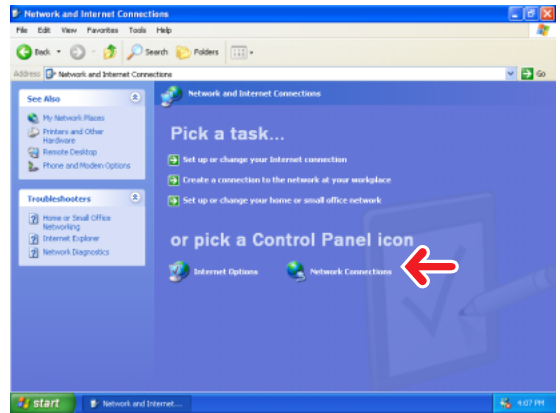 Network and Internet Connections
File Edit View Favorites Tools Help
Back Search Folders
Address Network and Internet Connections Go
See Also
My Network Places
Printers and Other
Hardware
Remote Desktop
Phone and Modem Options
Troubleshooters
Home or Small Office
Networking
Internet Explorer
Network Diagnostics
Network and Internet Connections
Pick a task...
Set up or change your Internet connection
Create a connection to the network at your workplace
Set up or change your home or small office network
or pick a Control Panel icon
Internet Options
Network Connections
start Network and Internet... 4:07 PM